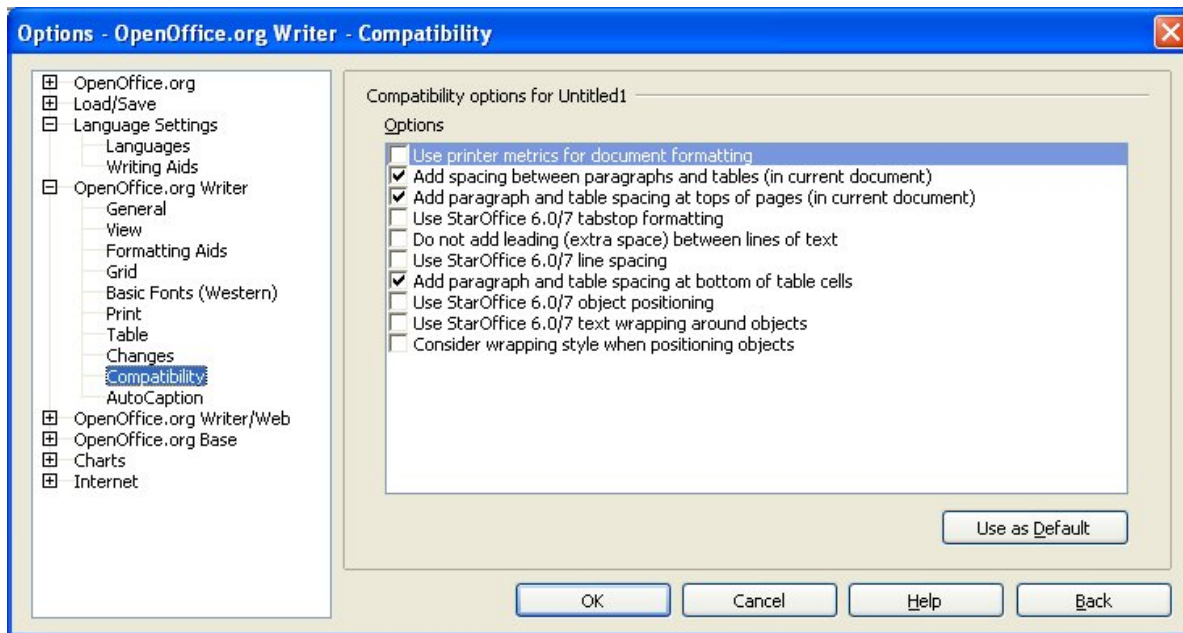 Options - OpenOffice.org Writer - Compatibility
OpenOffice.org
Load/Save
Language Settings
Languages
Writing Aids
OpenOffice.org Writer
General
View
Formatting Aids
Grid
Basic Fonts (Western)
Print
Table
Changes
Compatibility
AutoCaption
OpenOffice.org Writer/Web
OpenOffice.org Base
Charts
Internet
Compatibility options for Untitled1
Options
Use printer metrics for document formatting
Add spacing between paragraphs and tables (in current document)
Add paragraph and table spacing at tops of pages (in current document)
Use StarOffice 6.0/7 tabstop formatting
Do not add leading (extra space) between lines of text
Use StarOffice 6.0/7 line spacing
Add paragraph and table spacing at bottom of table cells
Use StarOffice 6.0/7 object positioning
Use StarOffice 6.0/7 text wrapping around objects
Consider wrapping style when positioning objects
Use as Default
OK
Cancel
Help
Back